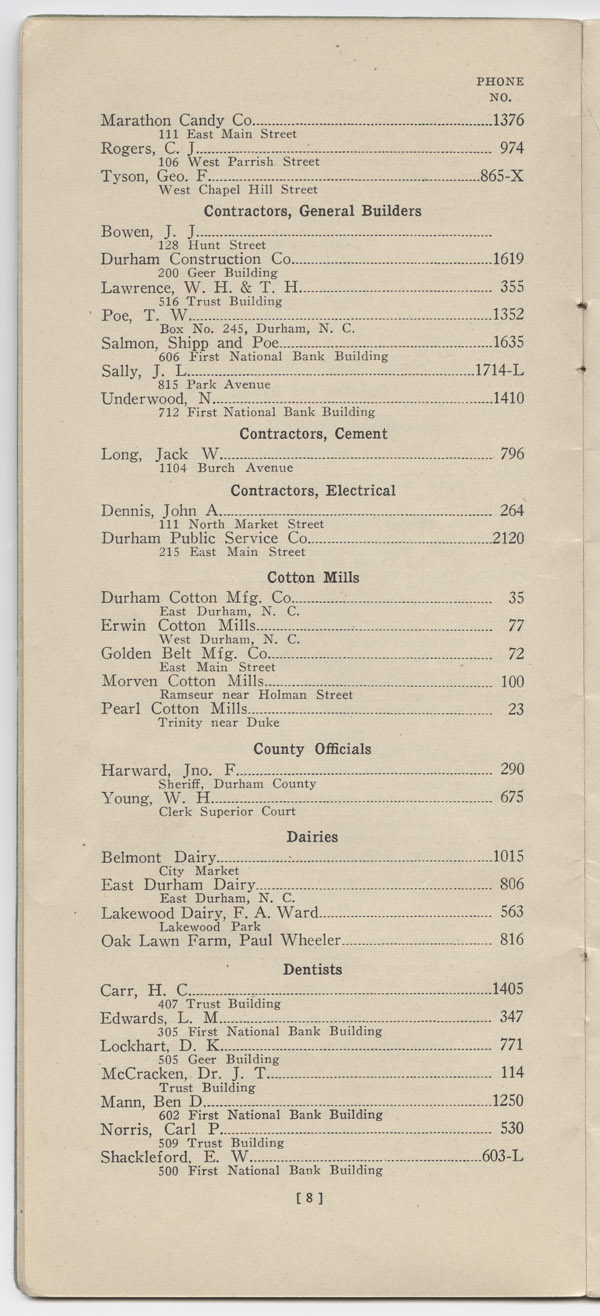 PHONE
NO.
Marathon Candy Co. 1376
111 East Main Street
Rogers, C. J. 974
106 West Parrish Street
Tyson, Geo. F. 865-X
West Chapel Hill Street
Contractors, General Builders
Bowen, J. J.
128 Hunt Street
Durham Construction Co. 1619
200 Geer Building
Lawrence, W. H. & T. H. 355
516 Trust Building
Poe, T. W. 1352
Box No. 245, Durham, N. C.
Salmon, Shipp and Poe 1635
606 First National Bank Building
Sally, J. L. 1714-L
815 Park Avenue
Underwood, N. 1410
712 First National Bank Building
Contractors, Cement
Long, Jack W. 796
1104 Burch Avenue
Contractors, Electrical
Dennis, John A. 264
111 North Market Street
Durham Public Service Co. 2120
215 East Main Street
Cotton Mills
Durham Cotton Mfg. Co. 35
East Durham, N. C.
Erwin Cotton Mills 77
West Durham, N. C.
Golden Belt Mfg. Co. 72
East Main Street
Morven Cotton Mills 100
Ramseur near Holman Street
Pearl Cotton Mills 23
Trinity near Duke
County Officials
Harward, Jno. F. 290
Sheriff, Durham County
Young, W. H. 675
Clerk Superior Court
Dairies
Belmont Dairy 1015
City Market
East Durham Dairy 806
East Durham, N. C.
Lakewood Dairy, F. A. Ward 563
Lakewood Park
Oak Lawn Farm, Paul Wheeler 816
Dentists
Carr, H. C. 1405
407 Trust Building
Edwards, L. M. 347
305 First National Bank Building
Lockhart, D. K. 771
505 Geer Building
McCracken, Dr. J. T. 114
Trust Building
Mann, Ben D. 1250
602 First National Bank Building
Norris, Carl P. 530
509 Trust Building
Shackleford, E. W. 603-L
500 First National Bank Building
[ 8 ]